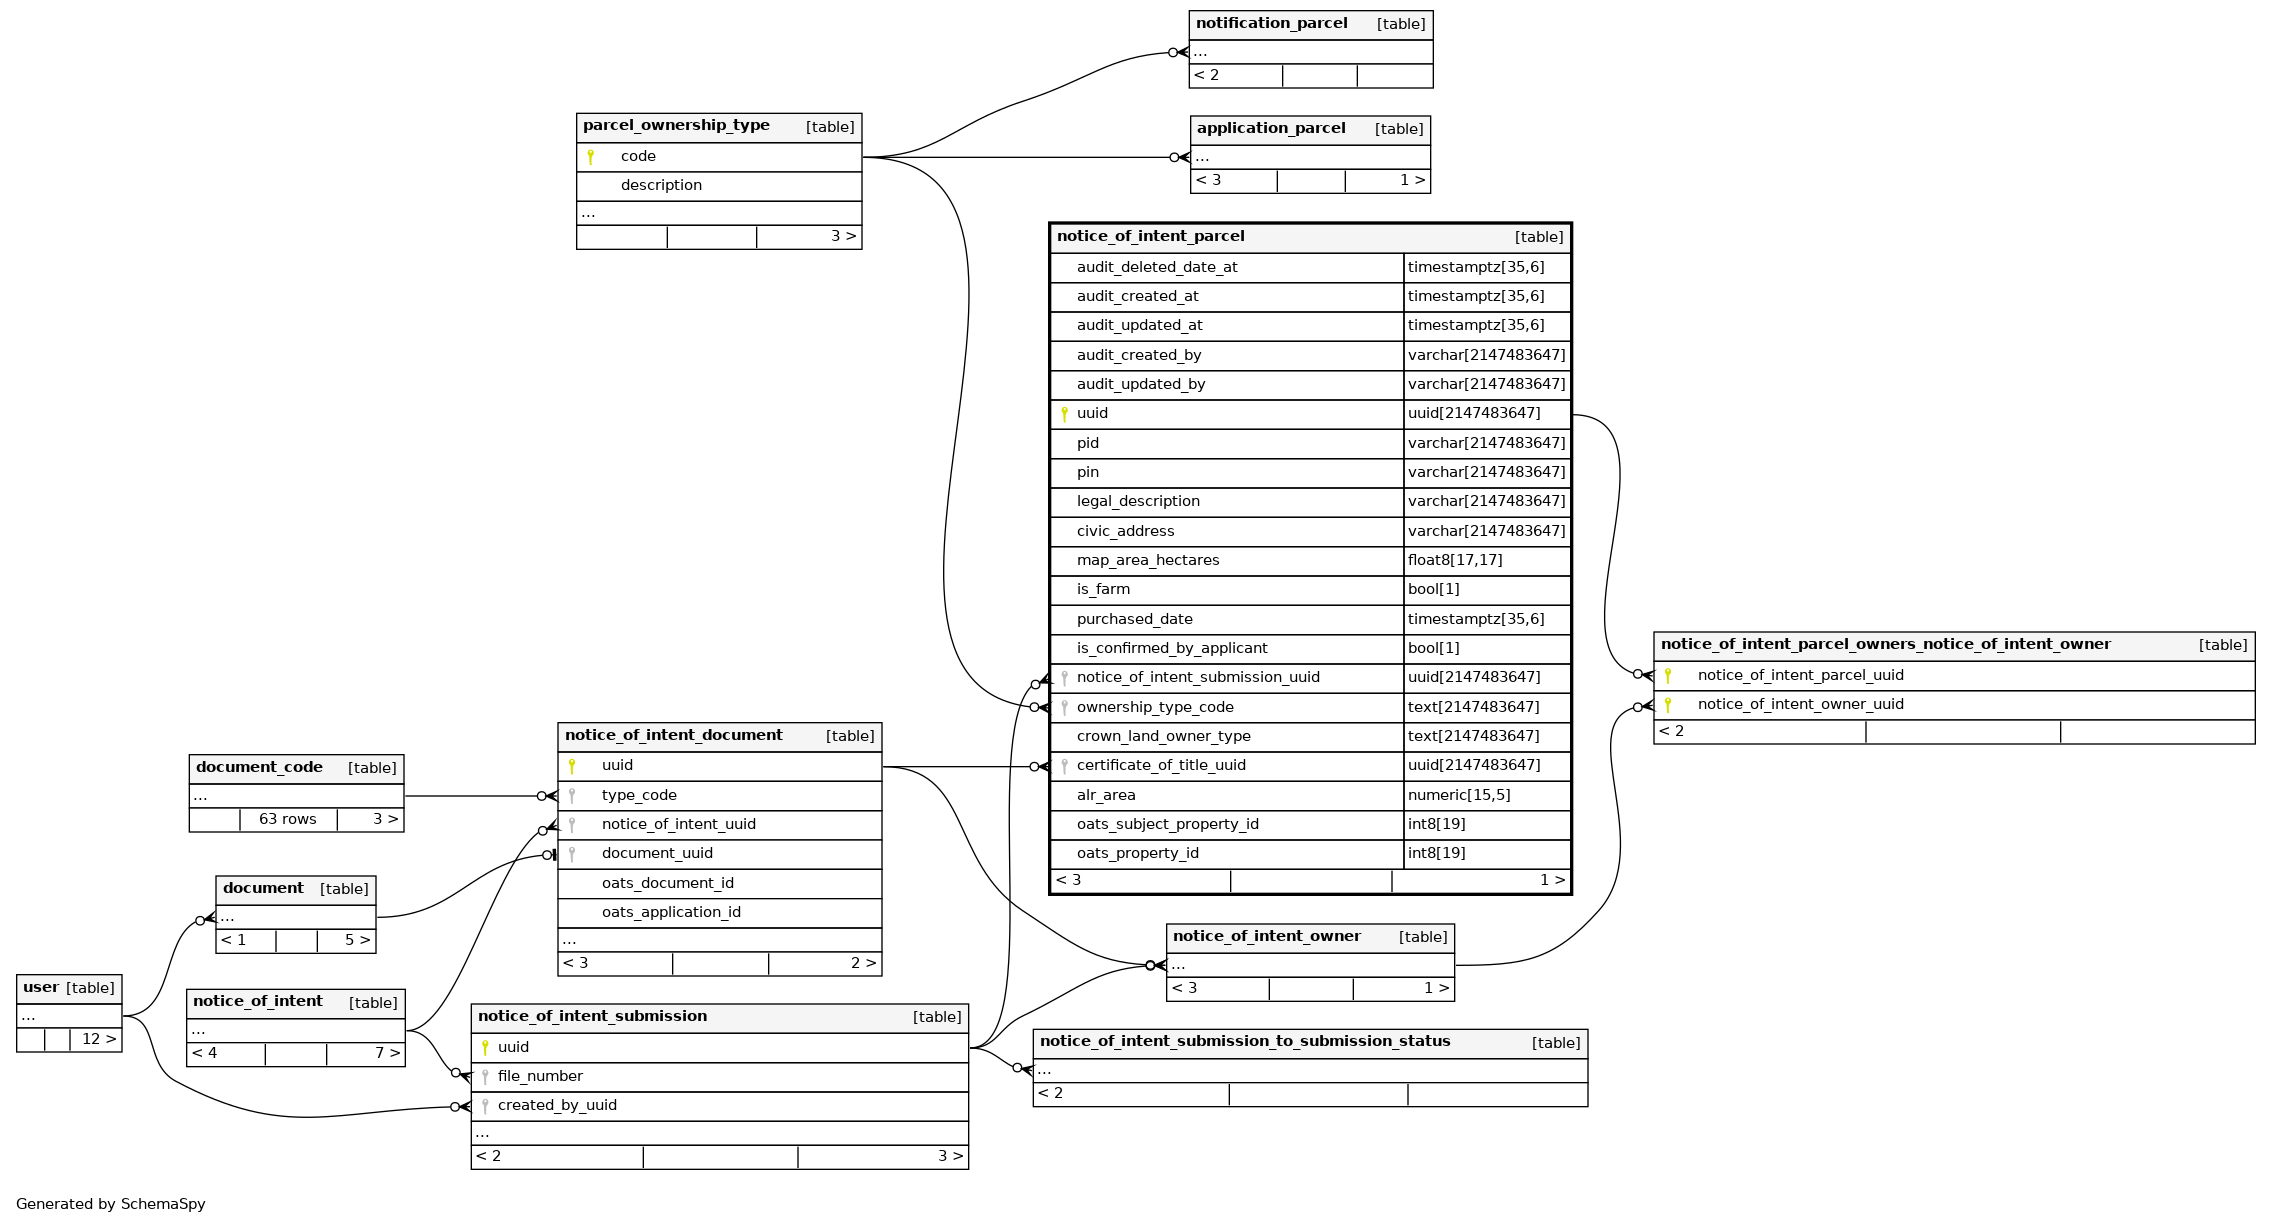 notification_parcel [table]
...
< 2
parcel_ownership_type [table]
code
description
...
3 >
application_parcel [table]
...
< 3 1 >
notice_of_intent_parcel [table]
audit_deleted_date_at timestamptz[35,6]
audit_created_at timestamptz[35,6]
audit_updated_at timestamptz[35,6]
audit_created_by varchar[2147483647]
audit_updated_by varchar[2147483647]
uuid uuid[2147483647]
pid varchar[2147483647]
pin varchar[2147483647]
legal_description varchar[2147483647]
civic_address varchar[2147483647]
map_area_hectares float8[17,17]
is_farm bool[1]
purchased_date timestamptz[35,6]
is_confirmed_by_applicant bool[1]
notice_of_intent_submission_uuid uuid[2147483647]
ownership_type_code text[2147483647]
crown_land_owner_type text[2147483647]
certificate_of_title_uuid uuid[2147483647]
alr_area numeric[15,5]
oats_subject_property_id int8[19]
oats_property_id int8[19]
< 3 1 >
notice_of_intent_parcel_owners_notice_of_intent_owner [table]
notice_of_intent_parcel_uuid
notice_of_intent_owner_uuid
< 2
notice_of_intent_document [table]
uuid
type_code
notice_of_intent_uuid
document_uuid
oats_document_id
oats_application_id
...
< 3 2 >
document_code [table]
...
63 rows 3 >
document [table]
...
< 1 5 >
user [table]
...
12 >
notice_of_intent [table]
...
< 4 7 >
notice_of_intent_submission [table]
uuid
file_number
created_by_uuid
...
< 2 3 >
notice_of_intent_owner [table]
...
< 3 1 >
notice_of_intent_submission_to_submission_status [table]
...
< 2
Generated by SchemaSpy